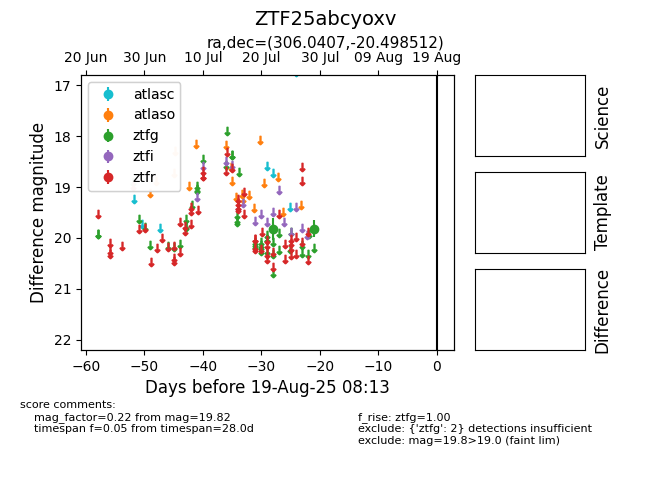 ZTF25abcyoxv
ra,dec=(306.0407,-20.498512)
20 Jun 30 Jun 10 Jul 20 Jul 30 Jul 09 Aug 19 Aug
17
18
19
20
21
22
Difference magnitude
atlasc
atlaso
ztfg
ztfi
ztfr
−60 −50 −40 −30 −20 −10 0
Days before 19-Aug-25 08:13
Science
Template
Difference
score comments:
mag_factor=0.22 from mag=19.82
timespan f=0.05 from timespan=28.0d
f_rise: ztfg=1.00
exclude: {'ztfg': 2} detections insufficient
exclude: mag=19.8>19.0 (faint lim)